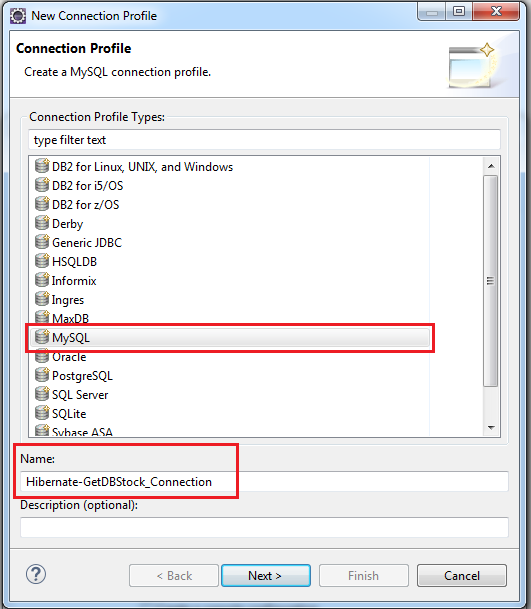 New Connection Profile
Connection Profile
Create a MySQL connection profile.
Connection Profile Types:
type filter text
DB2 for Linux, UNIX, and Windows
DB2 for i5/OS
DB2 for z/OS
Derby
Generic JDBC
HSQLDB
Informix
Ingres
MaxDB
MySQL
Oracle
PostgreSQL
SQL Server
SQLite
Sybase ASA
Name:
Hibernate-GetDBStock_Connection
Description (optional):
? < Back Next > Finish Cancel